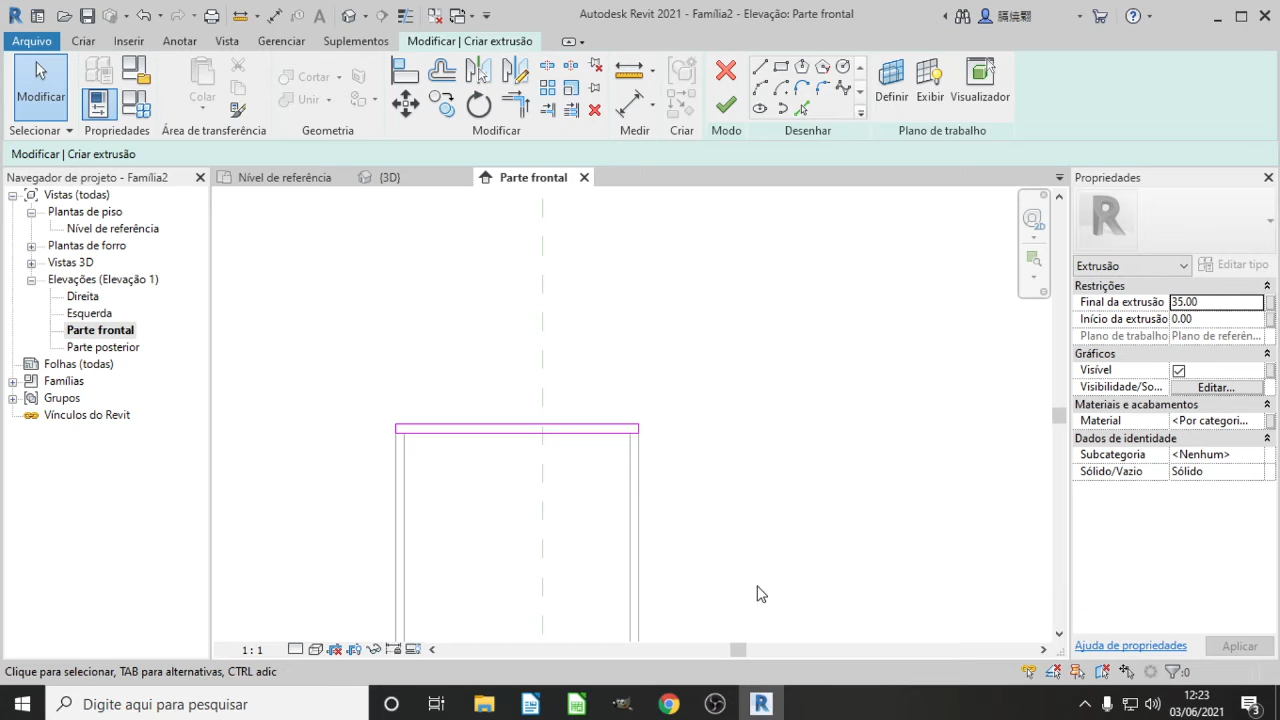 Autodesk Revit 2021 - Família2 - Elevação: Parte frontal
Arquivo
Criar
Inserir
Anotar
Vista
Gerenciar
Suplementos
Modificar | Criar extrusão
Modificar
Selecionar
Propriedades
Colar
Área de transferência
Cortar
Unir
Geometria
Modificar
Medir
Criar
Modo
Desenhar
Definir
Exibir
Visualizador
Plano de trabalho
Modificar | Criar extrusão
Navegador de projeto - Família2
Vistas (todas)
Plantas de piso
Nível de referência
Plantas de forro
Vistas 3D
Elevações (Elevação 1)
Direita
Esquerda
Parte frontal
Parte posterior
Folhas (todas)
Famílias
Grupos
Vínculos do Revit
Nível de referência
{3D}
Parte frontal
2D
Propriedades
Extrusão
Editar tipo
Restrições
Final da extrusão 35.00
Início da extrusão 0.00
Plano de trabalho Plano de referên...
Gráficos
Visível
Visibilidade/So... Editar...
Materiais e acabamentos
Material <Por categori...
Dados de identidade
Subcategoria <Nenhum>
Sólido/Vazio Sólido
Ajuda de propriedades
Aplicar
1 : 1
Clique para selecionar, TAB para alternativas, CTRL adic
:0
Digite aqui para pesquisar
12:23
03/06/2021
3